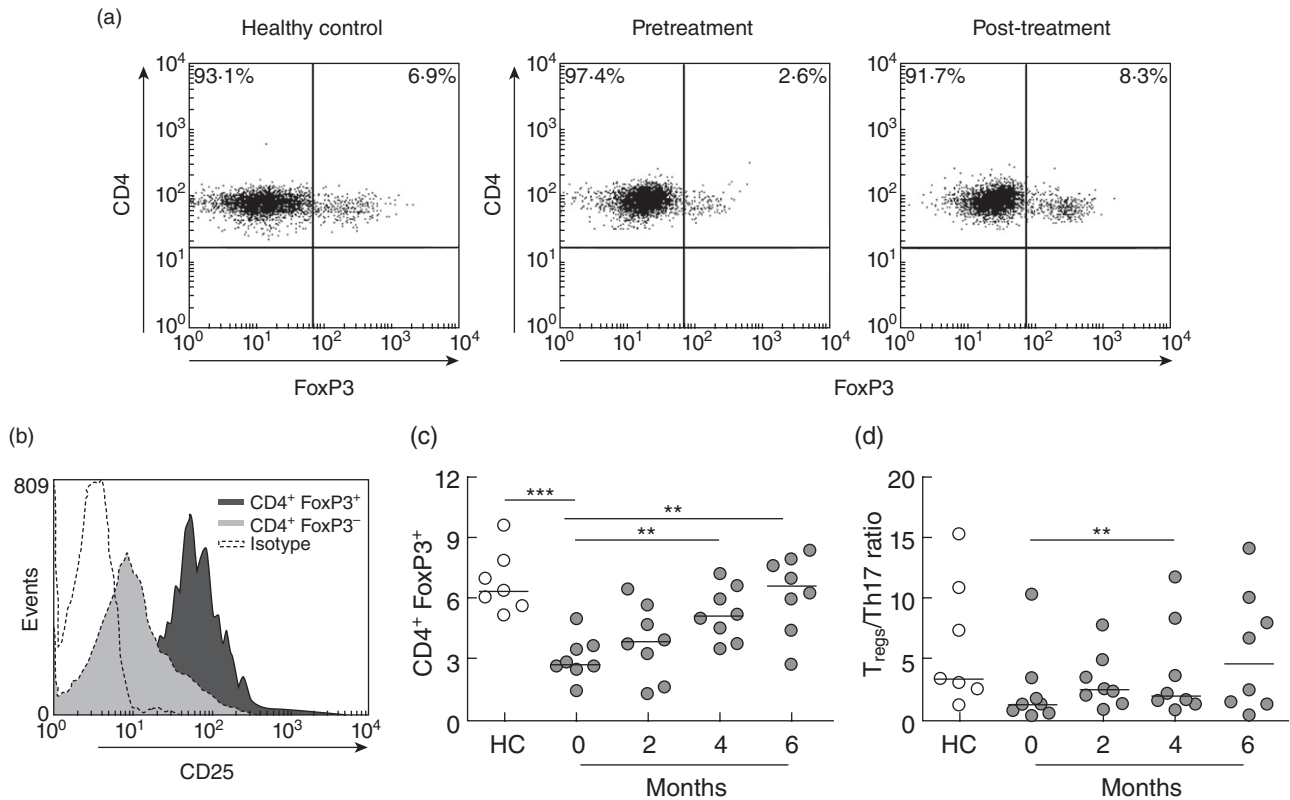 (a)
Healthy control
Pretreatment
Post-treatment
93·1%
6·9%
97·4%
2·6%
91·7%
8·3%
10⁴
10³
10²
10¹
10⁰
CD4
10⁰ 10¹ 10² 10³ 10⁴
FoxP3
10⁴
10³
10²
10¹
10⁰
CD4
10⁰ 10¹ 10² 10³ 10⁴
10⁴
10³
10²
10¹
10⁰
10⁰ 10¹ 10² 10³ 10⁴
FoxP3
(b)
809
0
Events
CD4⁺ FoxP3⁺
CD4⁺ FoxP3⁻
Isotype
10⁰ 10¹ 10² 10³ 10⁴
CD25
(c)
12
9
6
3
0
CD4⁺ FoxP3⁺
***
**
**
HC 0 2 4 6
Months
(d)
20
15
10
5
0
Tregs/Th17 ratio
**
HC 0 2 4 6
Months